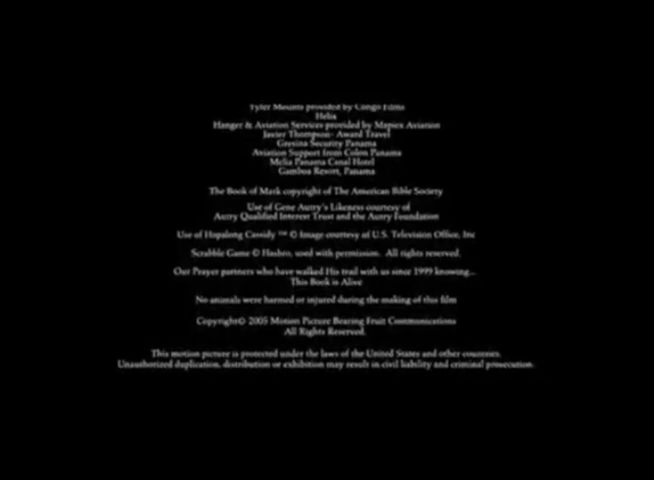 Tyler Mounts provided by Congo Films
Helia
Hanger & Aviation Services provided by Mapiex Aviation
Javier Thompson- Award Travel
Gresina Security Panama
Aviation Support from Colon Panama
Melia Panama Canal Hotel
Gamboa Resort, Panama
The Book of Mark copyright of The American Bible Society
Use of Gene Autry's Likeness courtesy of
Autry Qualified Interest Trust and the Autry Foundation
Use of Hopalong Cassidy ™ © Image courtesy of U.S. Television Office, Inc
Scrabble Game © Hasbro, used with permission. All rights reserved.
Our Prayer partners who have walked His trail with us since 1999 knowing...
This Book is Alive
No animals were harmed or injured during the making of this film
Copyright© 2005 Motion Picture Bearing Fruit Communications
All Rights Reserved.
This motion picture is protected under the laws of the United States and other countries.
Unauthorized duplication, distribution or exhibition may result in civil liability and criminal prosecution.